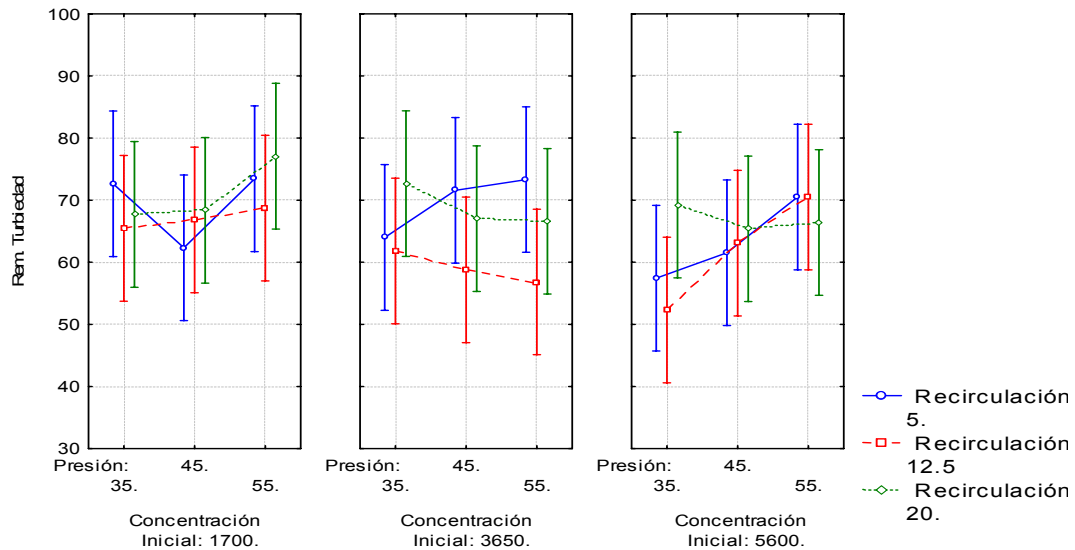 100
90
80
70
60
50
40
30
Rem. Turbiedad
Presión:
35.
45.
55.
Concentración
Inicial: 1700.
Presión:
35.
45.
55.
Concentración
Inicial: 3650.
Presión:
35.
45.
55.
Concentración
Inicial: 5600.
Recirculación
5.
Recirculación
12.5
Recirculación
20.